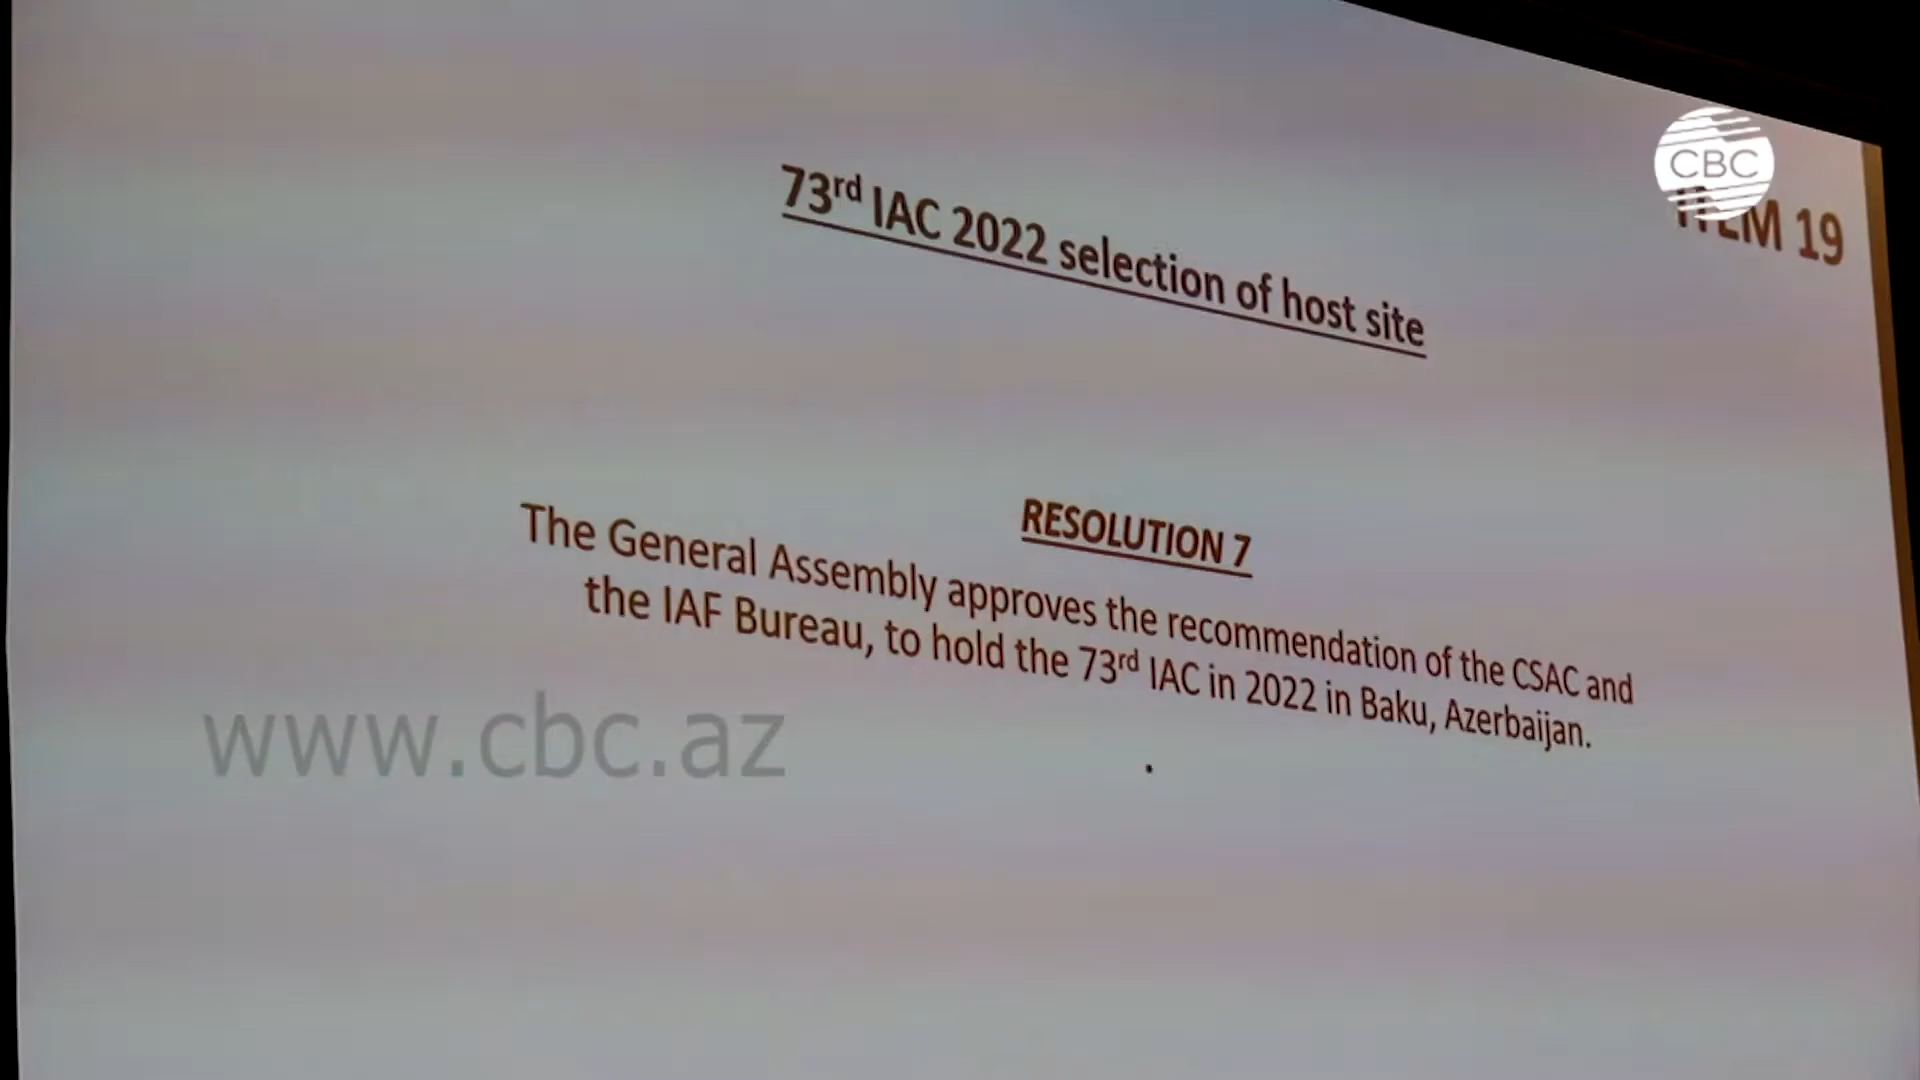 CBC
ITEM 19
73rd IAC 2022 selection of host site
RESOLUTION 7
The General Assembly approves the recommendation of the CSAC and
the IAF Bureau, to hold the 73rd IAC in 2022 in Baku, Azerbaijan.
www.cbc.az